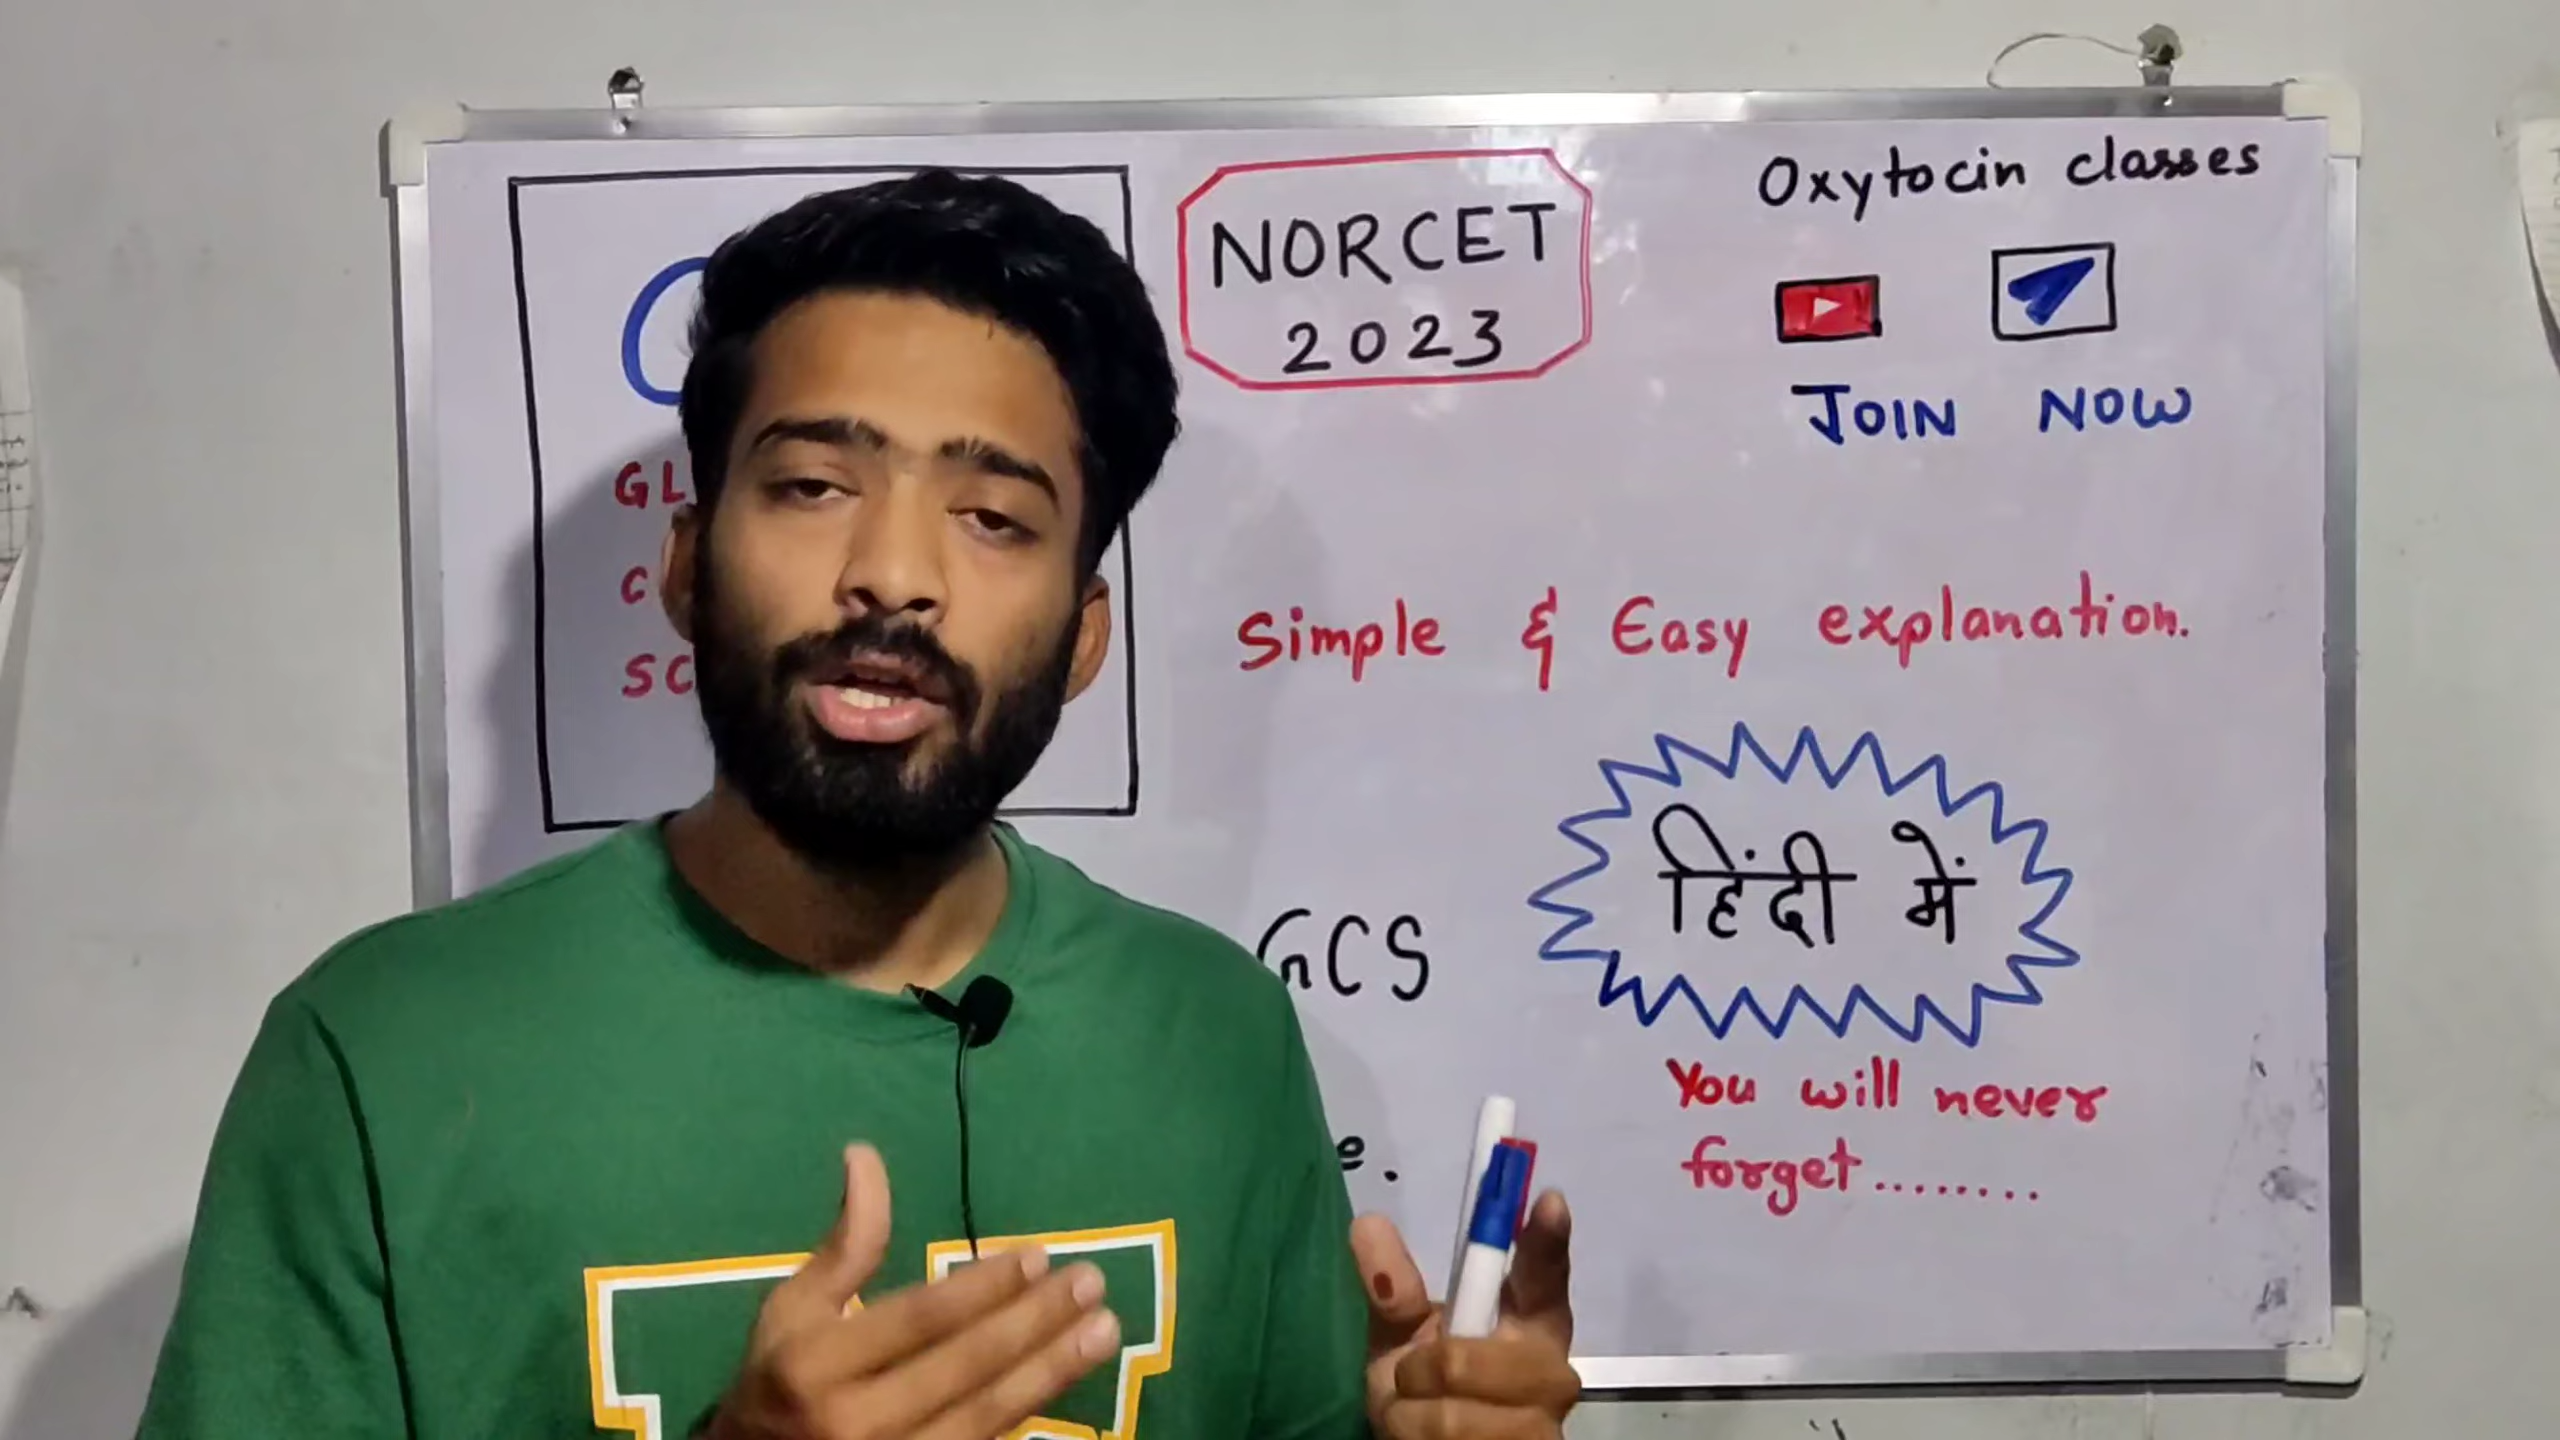 NORCET
2023
Oxytocin classes
JOIN NOW
GL
C
SC
Simple & Easy explanation.
GCS
हिंदी में
You will never
forget........
e.